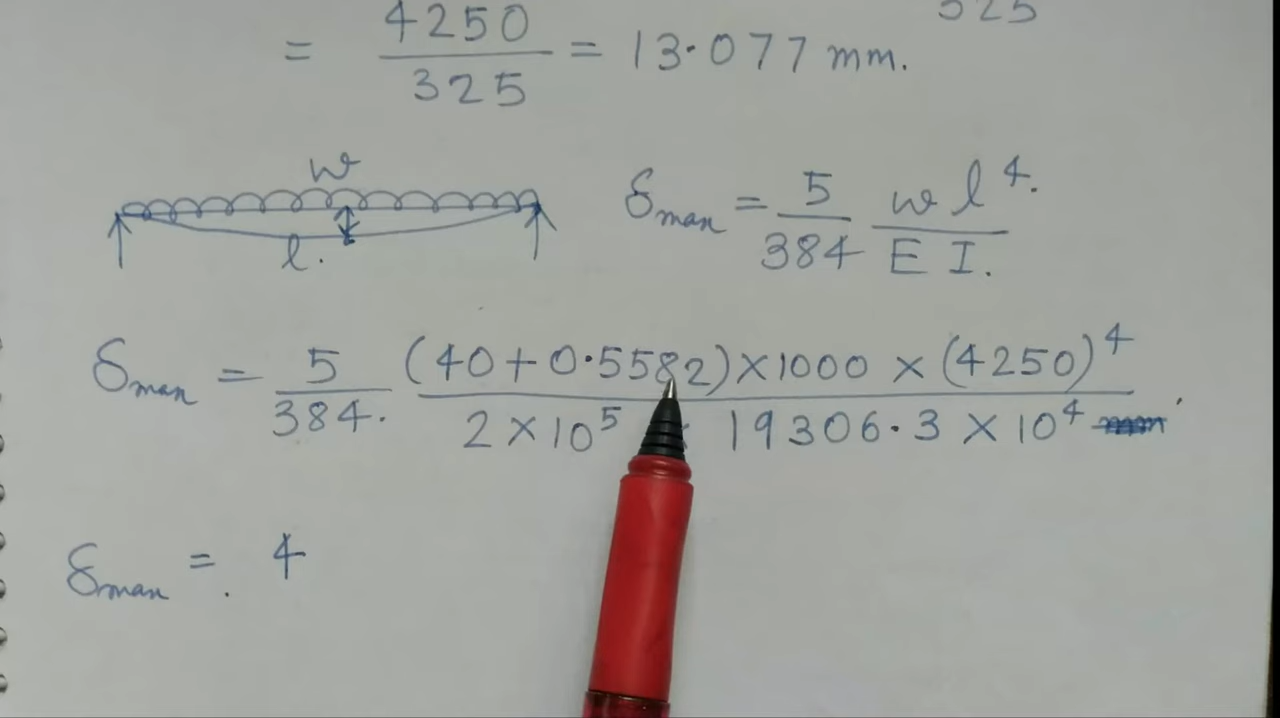 525
= 4250/325 = 13.077 mm.
w
δmax = 5/384 wl⁴/EI.
l.
δmax = 5/384. (40+0.5582)×1000 × (4250)⁴/2×10⁵ 19306.3 × 10⁴
δmax = . 4